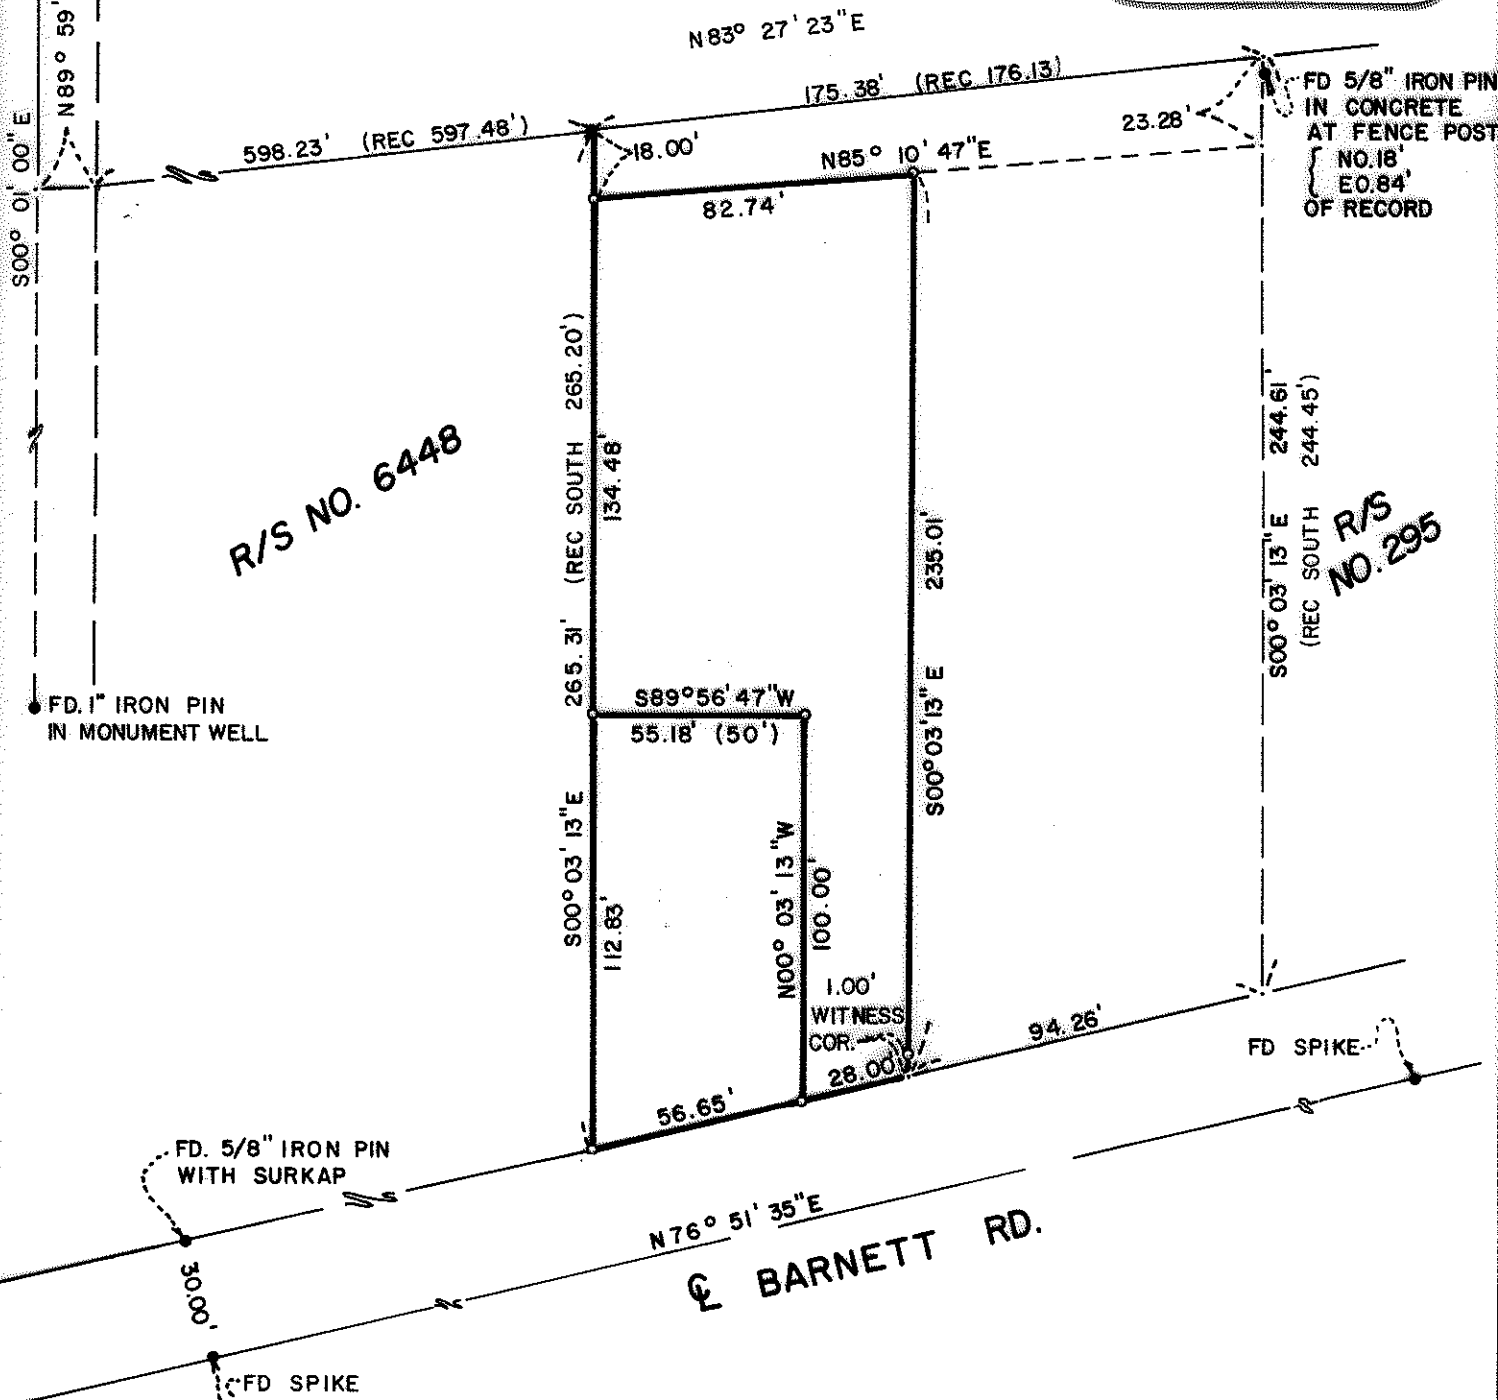 N 83° 27' 23" E
N 89° 59'
S00° 01' 00" E
598.23' (REC 597.48')
175.38' (REC 176.13)
18.00'
23.28'
FD 5/8" IRON PIN
IN CONCRETE
AT FENCE POST
N0.18'
E0.84'
OF RECORD
N85° 10' 47" E
82.74'
R/S NO. 6448
265.31' (REC SOUTH 265.20')
134.48'
235.01'
S00° 03' 13" E
S00° 03' 13" E 244.61'
(REC SOUTH 244.45')
R/S
NO. 295
FD. 1" IRON PIN
IN MONUMENT WELL
S89° 56' 47" W
55.18' (50')
S00° 03' 13" E
112.83'
N00° 03' 13" W
100.00'
1.00'
WITNESS
COR.
28.00'
94.26'
56.65'
FD SPIKE
FD. 5/8" IRON PIN
WITH SURKAP
30.00'
N 76° 51' 35" E
℄ BARNETT RD.
FD SPIKE